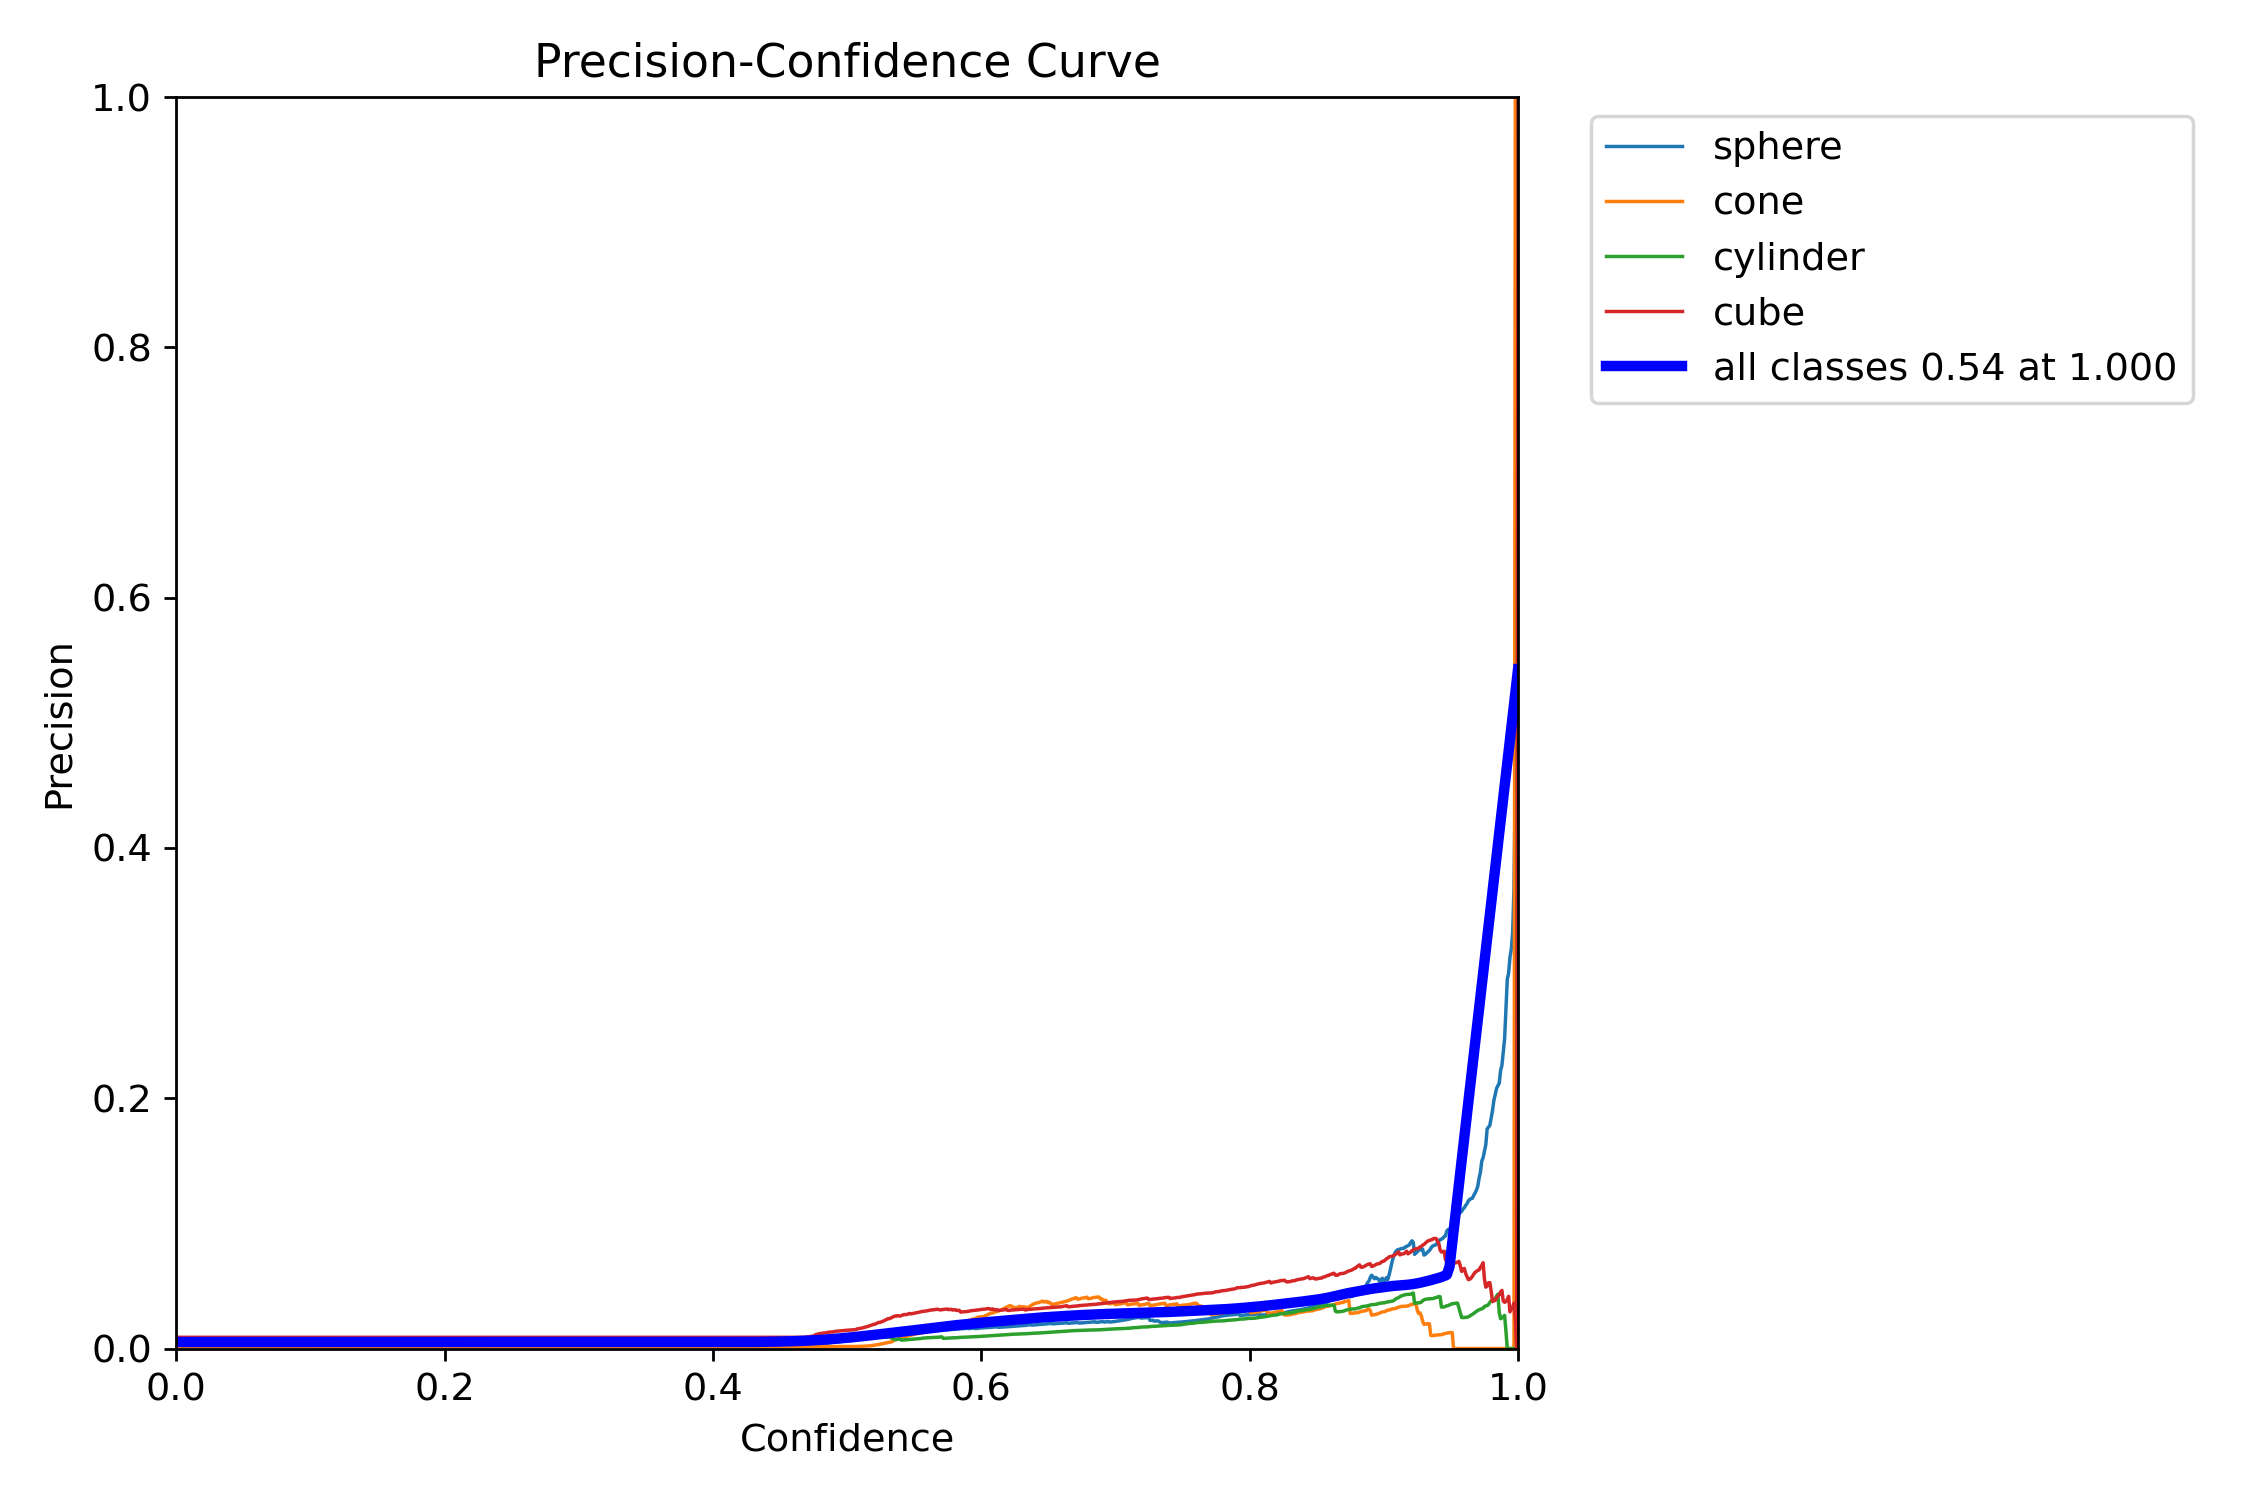 Precision-Confidence Curve
1.0
0.8
0.6
0.4
0.2
0.0
Precision
0.0 0.2 0.4 0.6 0.8 1.0
Confidence
sphere
cone
cylinder
cube
all classes 0.54 at 1.000